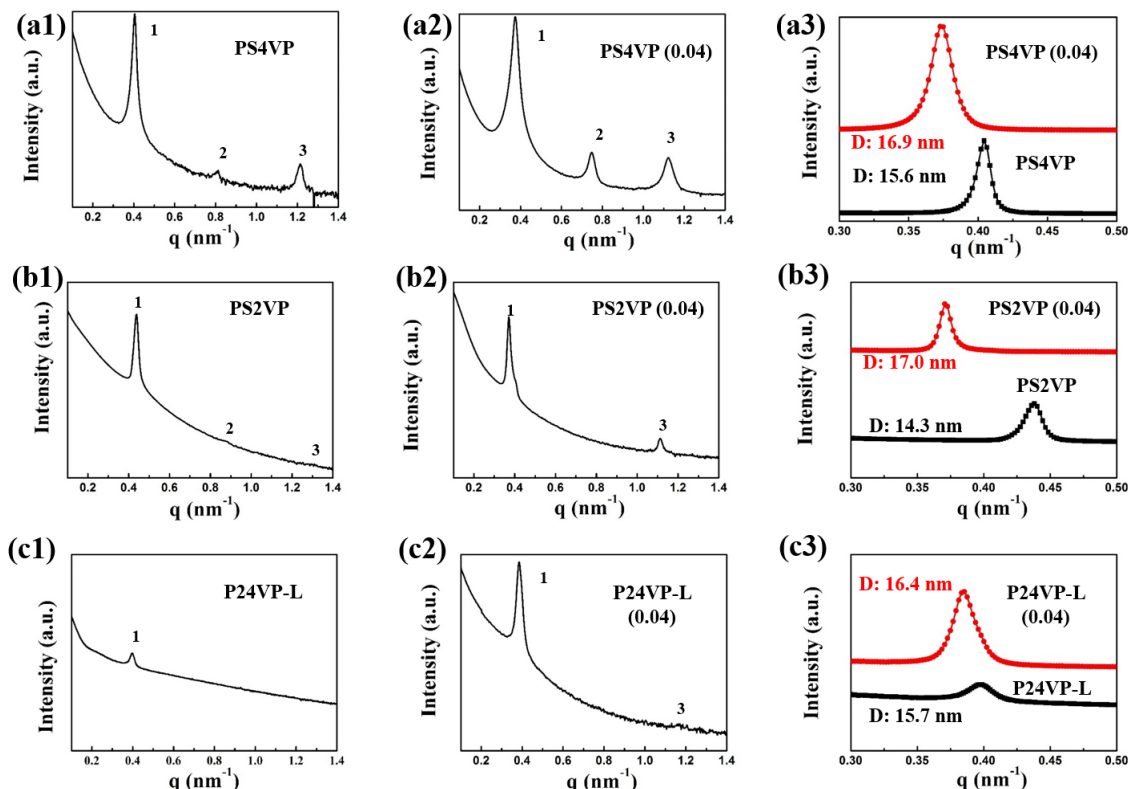 (a1)
PS4VP
1
2
3
Intensity (a.u.)
0.2 0.4 0.6 0.8 1.0 1.2 1.4
q (nm⁻¹)
(a2)
PS4VP (0.04)
1
2
3
Intensity (a.u.)
0.2 0.4 0.6 0.8 1.0 1.2 1.4
q (nm⁻¹)
(a3)
PS4VP (0.04)
D: 16.9 nm
PS4VP
D: 15.6 nm
Intensity (a.u.)
0.30 0.35 0.40 0.45 0.50
q (nm⁻¹)
(b1)
PS2VP
1
2
3
Intensity (a.u.)
0.2 0.4 0.6 0.8 1.0 1.2 1.4
q (nm⁻¹)
(b2)
PS2VP (0.04)
1
3
Intensity (a.u.)
0.2 0.4 0.6 0.8 1.0 1.2 1.4
q (nm⁻¹)
(b3)
PS2VP (0.04)
D: 17.0 nm
PS2VP
D: 14.3 nm
Intensity (a.u.)
0.30 0.35 0.40 0.45 0.50
q (nm⁻¹)
(c1)
P24VP-L
1
Intensity (a.u.)
0.2 0.4 0.6 0.8 1.0 1.2 1.4
q (nm⁻¹)
(c2)
1
P24VP-L
(0.04)
3
Intensity (a.u.)
0.2 0.4 0.6 0.8 1.0 1.2 1.4
q (nm⁻¹)
(c3)
D: 16.4 nm
P24VP-L
(0.04)
P24VP-L
D: 15.7 nm
Intensity (a.u.)
0.30 0.35 0.40 0.45 0.50
q (nm⁻¹)